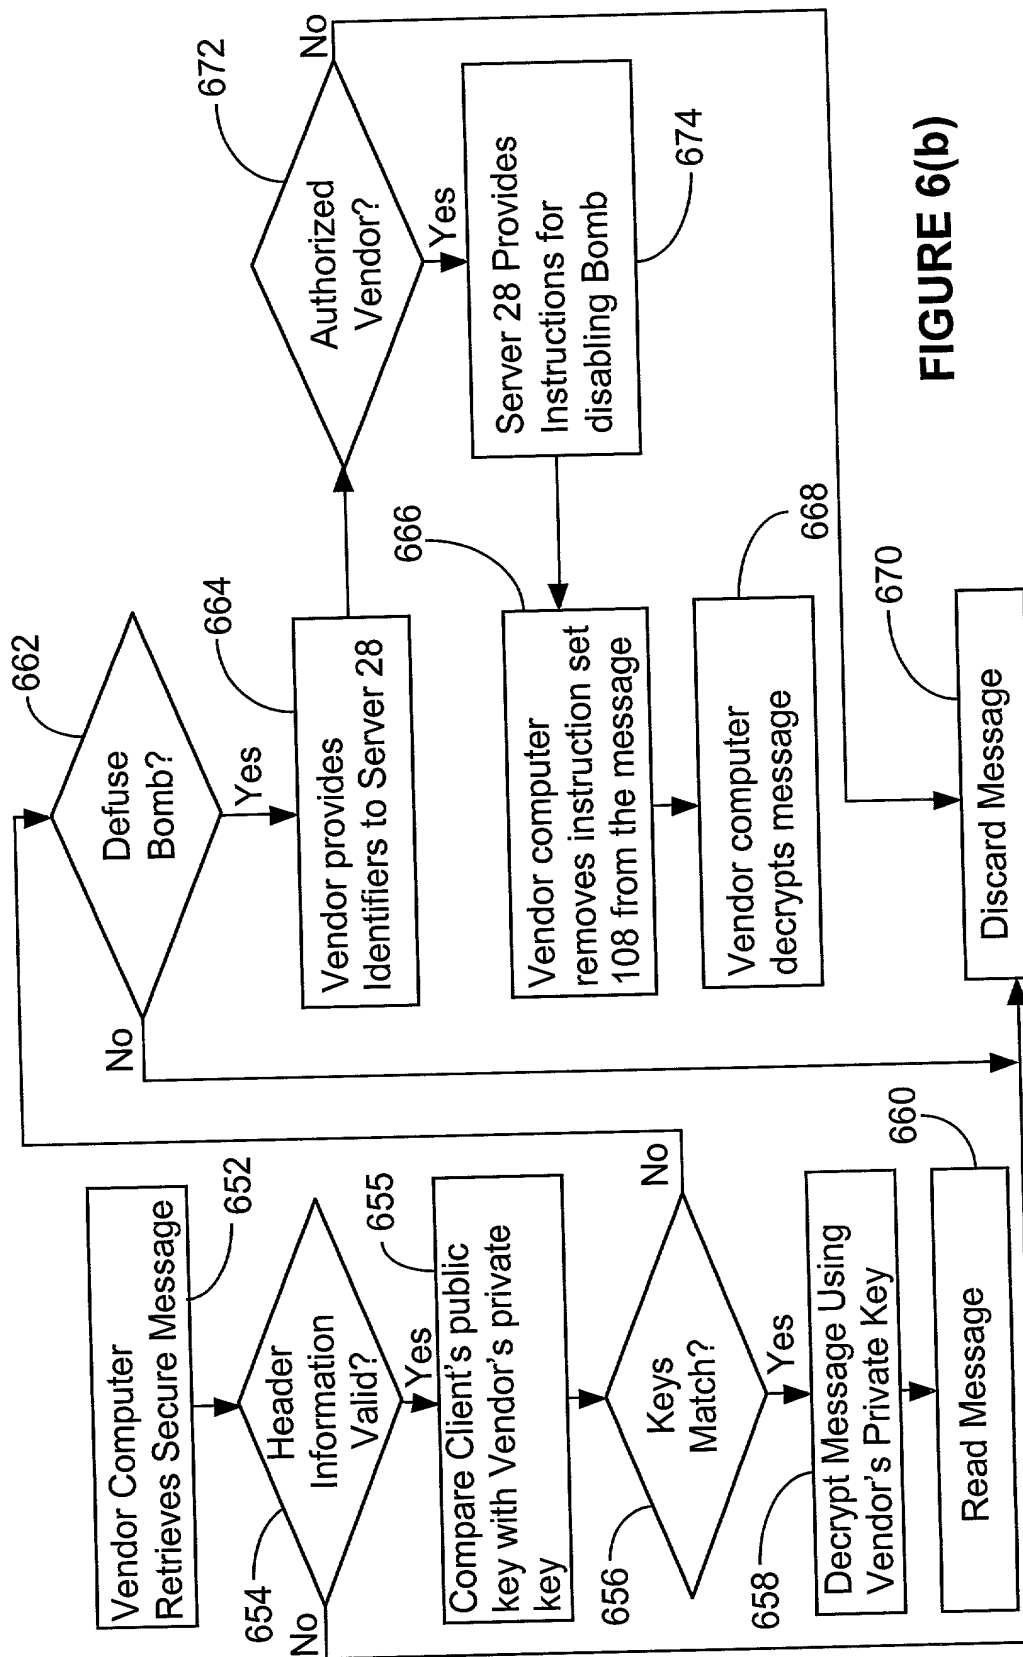 Vendor Computer
Retrieves Secure Message
652
Header
Information
Valid?
654
No
Yes
Compare Client's public
key with Vendor's private
key
655
Keys
Match?
656
No
Yes
Decrypt Message Using
Vendor's Private Key
658
Read Message
660
Defuse
Bomb?
662
No
Yes
Vendor provides
Identifiers to Server 28
664
Vendor computer
removes instruction set
108 from the message
666
Vendor computer
decrypts message
668
Discard Message
670
Authorized
Vendor?
672
No
Yes
Server 28 Provides
Instructions for
disabling Bomb
674
FIGURE 6(b)